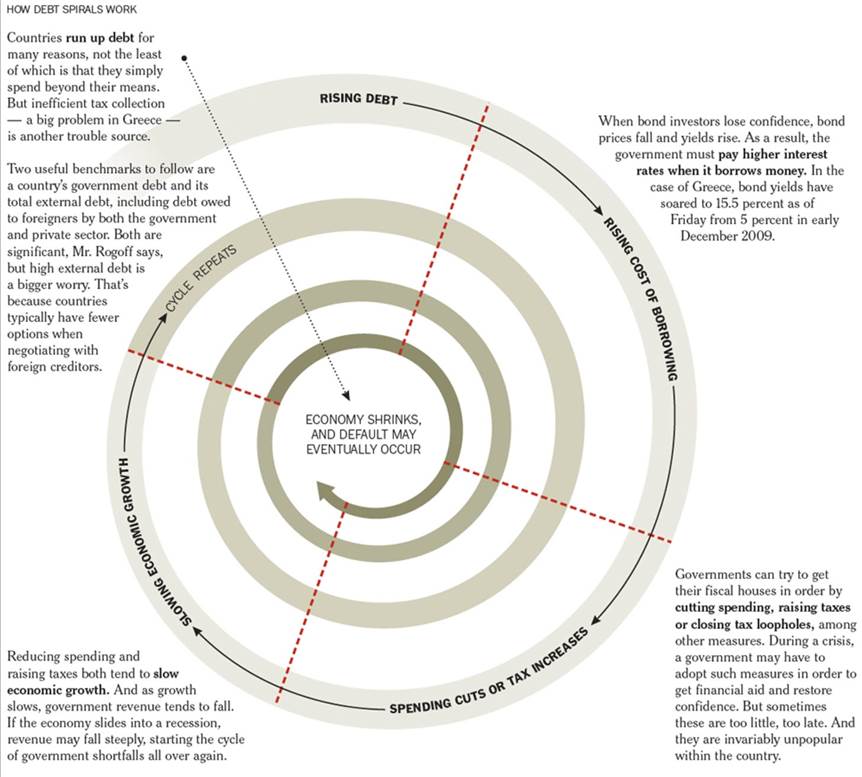 HOW DEBT SPIRALS WORK
Countries run up debt for
many reasons, not the least
of which is that they simply
spend beyond their means.
But inefficient tax collection
— a big problem in Greece —
is another trouble source.
Two useful benchmarks to follow are
a country's government debt and its
total external debt, including debt owed
to foreigners by both the government
and private sector. Both are
significant, Mr. Rogoff says,
but high external debt is
a bigger worry. That's
because countries
typically have fewer
options when
negotiating with
foreign creditors.
RISING DEBT
When bond investors lose confidence, bond
prices fall and yields rise. As a result, the
government must pay higher interest
rates when it borrows money. In the
case of Greece, bond yields have
soared to 15.5 percent as of
Friday from 5 percent in early
December 2009.
RISING COST OF BORROWING
Governments can try to get
their fiscal houses in order by
cutting spending, raising taxes
or closing tax loopholes, among
other measures. During a crisis,
a government may have to
adopt such measures in order to
get financial aid and restore
confidence. But sometimes
these are too little, too late. And
they are invariably unpopular
within the country.
SPENDING CUTS OR TAX INCREASES
Reducing spending and
raising taxes both tend to slow
economic growth. And as growth
slows, government revenue tends to fall.
If the economy slides into a recession,
revenue may fall steeply, starting the cycle
of government shortfalls all over again.
SLOWING ECONOMIC GROWTH
CYCLE REPEATS
ECONOMY SHRINKS,
AND DEFAULT MAY
EVENTUALLY OCCUR